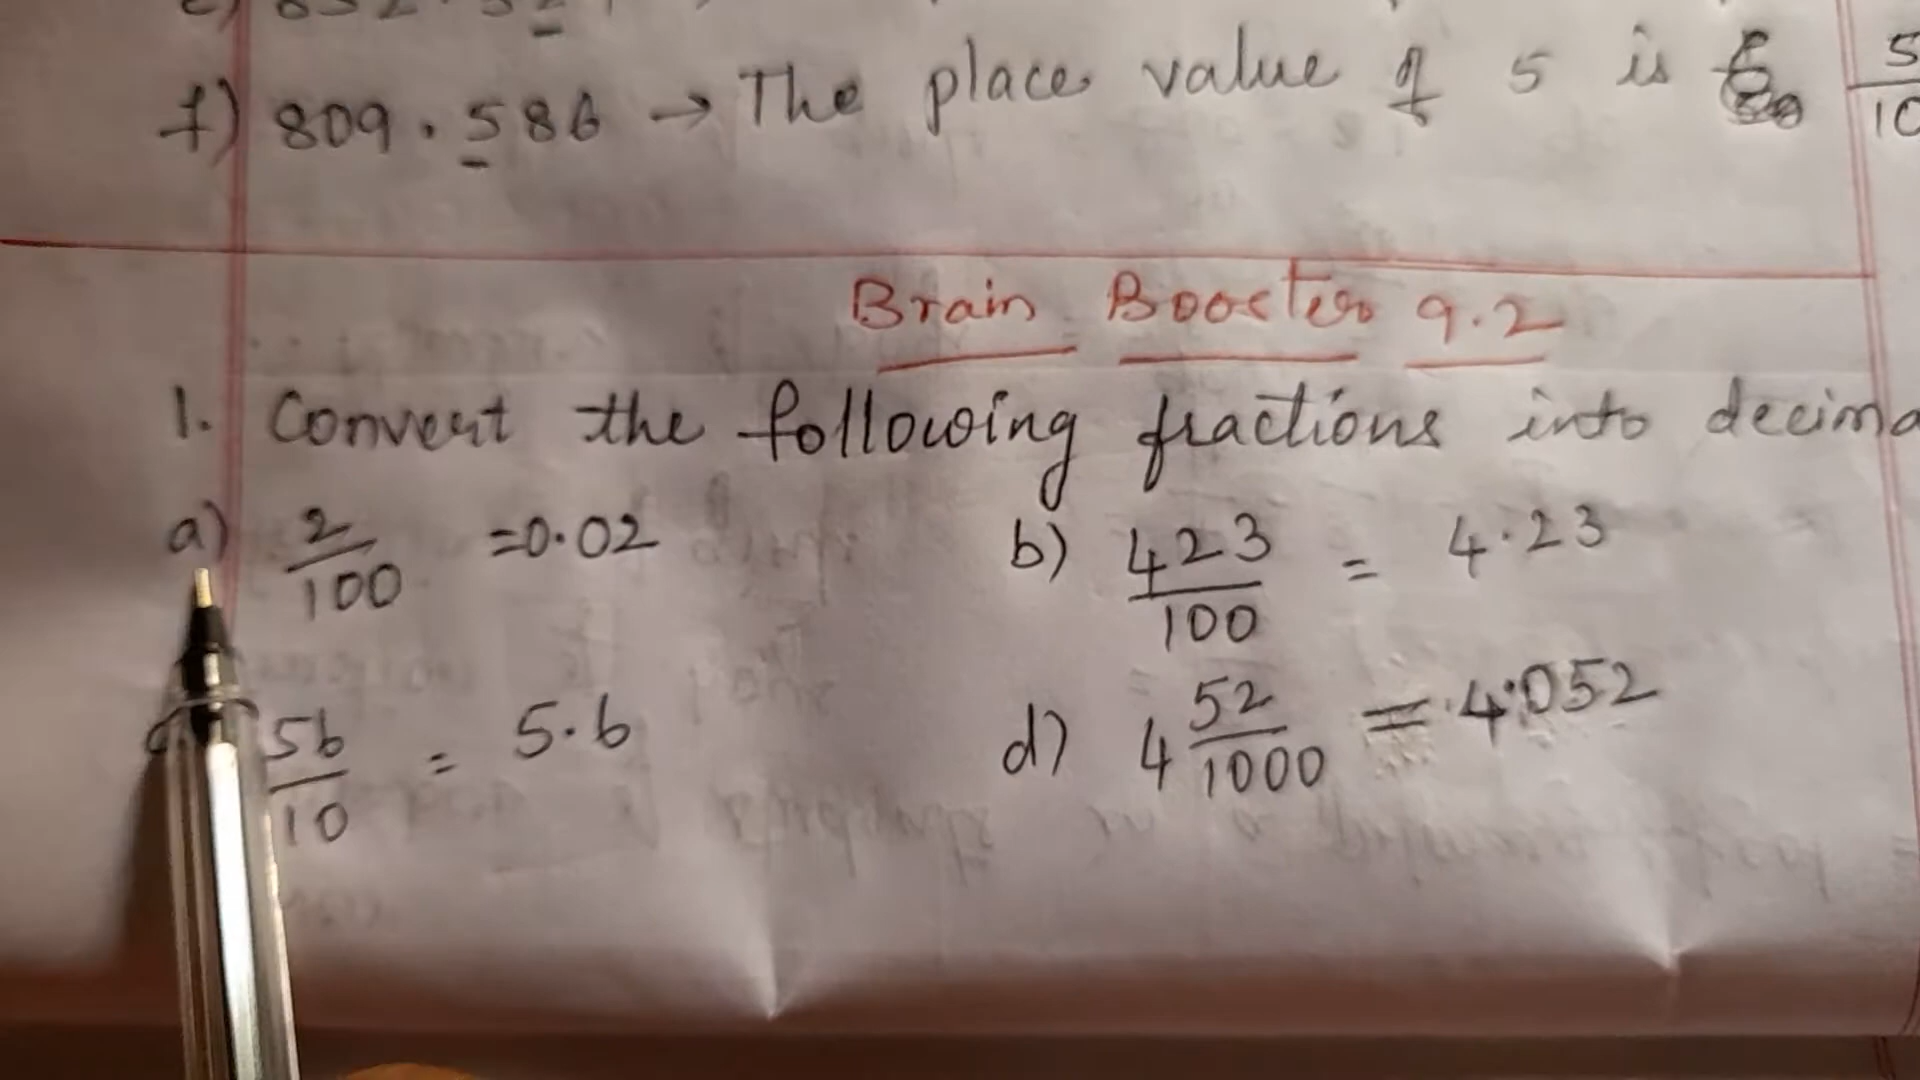 f) 809.586 → The place value of 5 is 5/10
Brain Booster 9.2
1. Convert the following fractions into decima
a) 2/100 =0.02 b) 423/100 = 4.23
56/10 = 5.6 d) 4 52/1000 = 4.052